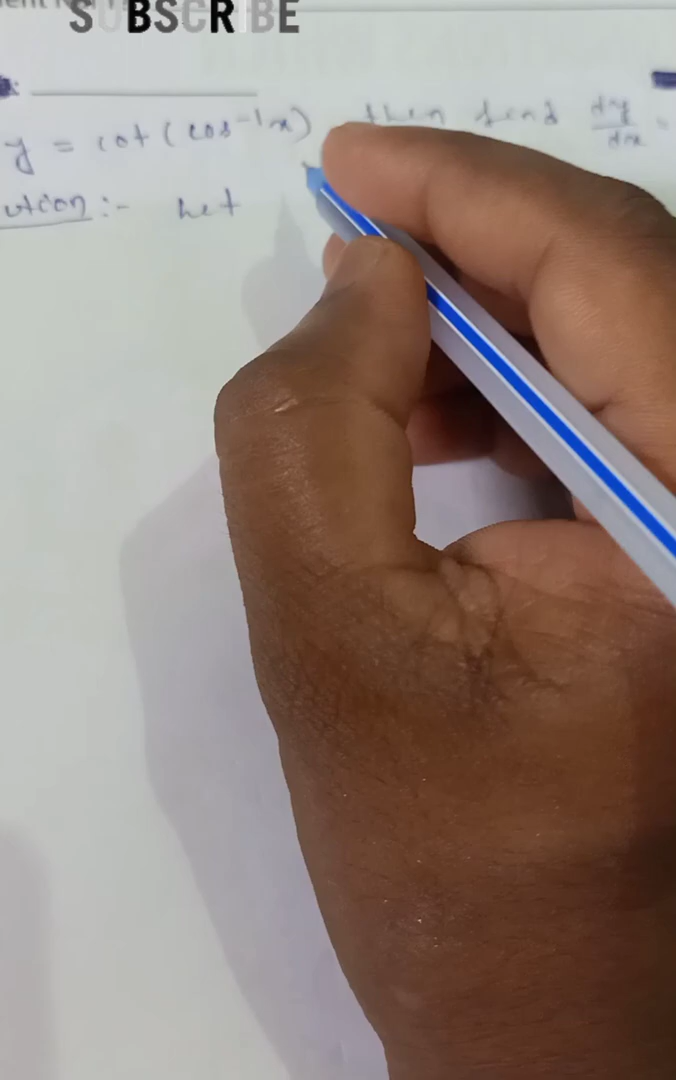 SUBSCRIBE
y = cot(cos⁻¹x) then find dy/dx =
ution :- Let